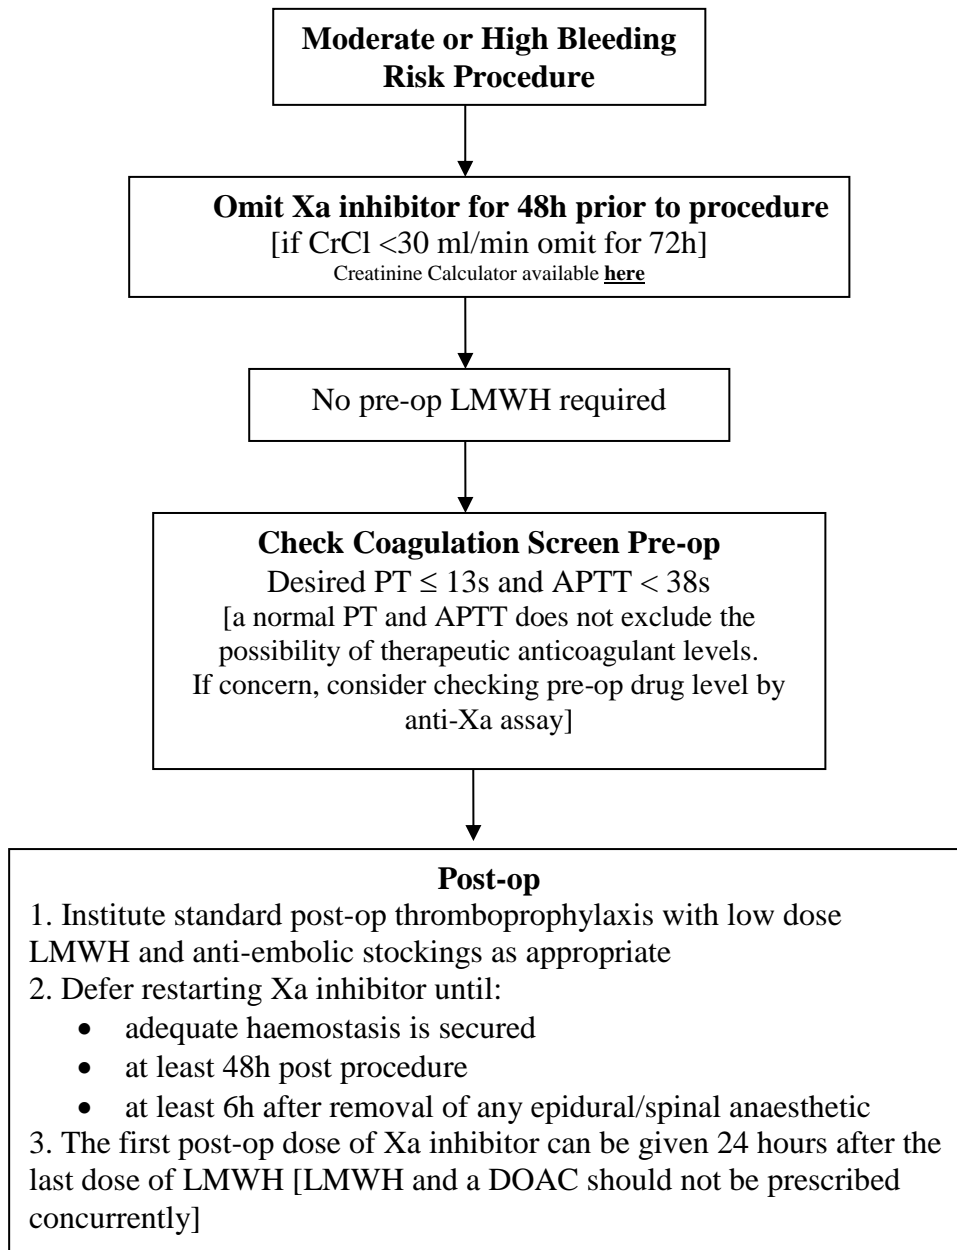 Moderate or High Bleeding
Risk Procedure
Omit Xa inhibitor for 48h prior to procedure
[if CrCl <30 ml/min omit for 72h]
Creatinine Calculator available here
No pre-op LMWH required
Check Coagulation Screen Pre-op
Desired PT ≤ 13s and APTT < 38s
[a normal PT and APTT does not exclude the
possibility of therapeutic anticoagulant levels.
If concern, consider checking pre-op drug level by
anti-Xa assay]
Post-op
1. Institute standard post-op thromboprophylaxis with low dose
LMWH and anti-embolic stockings as appropriate
2. Defer restarting Xa inhibitor until:
• adequate haemostasis is secured
• at least 48h post procedure
• at least 6h after removal of any epidural/spinal anaesthetic
3. The first post-op dose of Xa inhibitor can be given 24 hours after the
last dose of LMWH [LMWH and a DOAC should not be prescribed
concurrently]